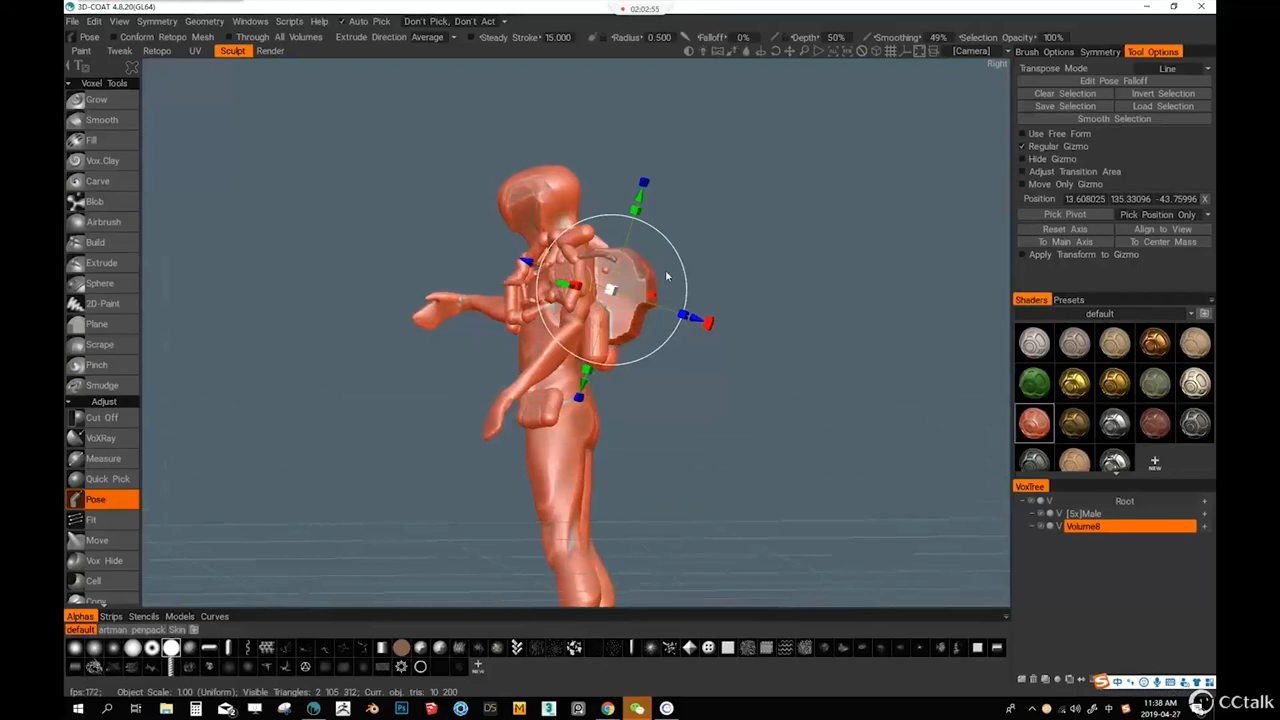 3D-COAT 4.8.20(GL64)
02:02:55
File Edit View Symmetry Geometry Windows Scripts Help Auto Pick Don't Pick, Don't Act
Pose Conform Retopo Mesh Through All Volumes Extrude Direction Average Steady Stroke:15.000 Radius:0.500 Falloff: 0% Depth: 50% Smoothing: 49% Selection Opacity: 100%
Paint Tweak Retopo UV Sculpt Render [Camera] Brush Options Symmetry Tool Options
Right
Voxel Tools
Grow
Smooth
Fill
Vox.Clay
Carve
Blob
Airbrush
Build
Extrude
Sphere
2D-Paint
Plane
Scrape
Pinch
Smudge
Adjust
Cut Off
VoXRay
Measure
Quick Pick
Pose
Fit
Move
Vox Hide
Cell
Copy
Transpose Mode Line
Edit Pose Falloff
Clear Selection Invert Selection
Save Selection Load Selection
Smooth Selection
Use Free Form
Regular Gizmo
Hide Gizmo
Adjust Transition Area
Move Only Gizmo
Position 13.608025 135.33096 -43.75996 X
Pick Pivot Pick Position Only
Reset Axis Align to View
To Main Axis To Center Mass
Apply Transform to Gizmo
Shaders Presets
default
NEW
VoxTree
V Root
V [5x]Male
V Volume8
Alphas Strips Stencils Models Curves
default artman penpack Skin
NEW
fps:172; Object Scale: 1.00 (Uniform); Visible Triangles: 2 105 312; Curr. obj. tris: 10 200
11:38 AM
2019-04-27
CCtalk